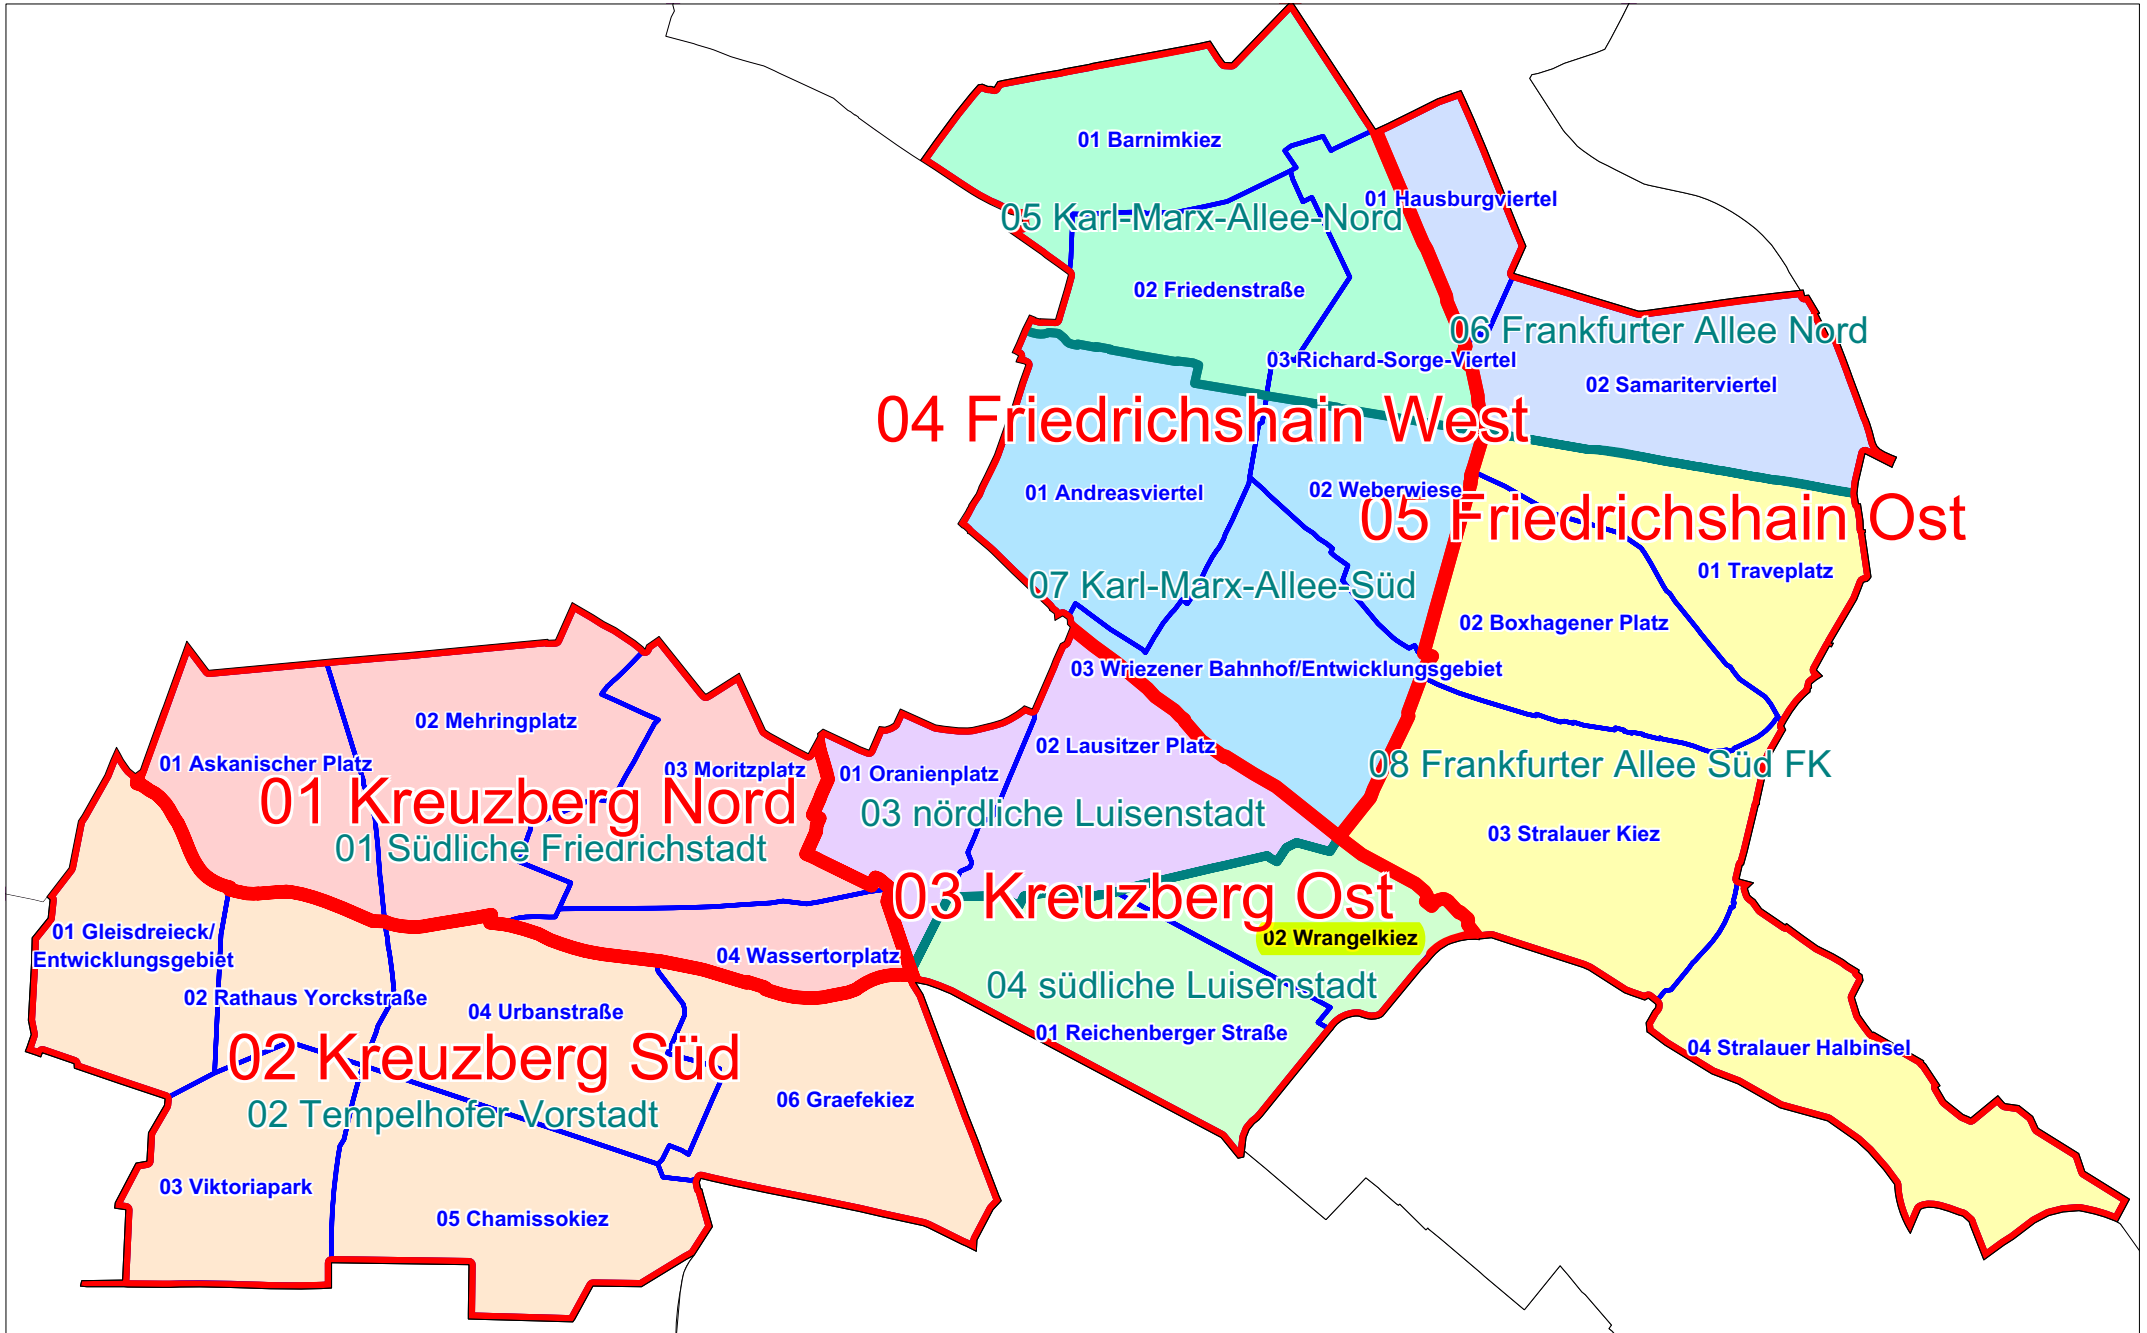 01 Barnimkiez
01 Hausburgviertel
05 Karl-Marx-Allee-Nord
02 Friedenstraße
06 Frankfurter Allee Nord
03 Richard-Sorge-Viertel
02 Samariterviertel
04 Friedrichshain West
01 Andreasviertel
02 Weberwiese
05 Friedrichshain Ost
01 Traveplatz
07 Karl-Marx-Allee-Süd
02 Boxhagener Platz
03 Wriezener Bahnhof/Entwicklungsgebiet
02 Mehringplatz
02 Lausitzer Platz
01 Askanischer Platz
03 Moritzplatz
01 Oranienplatz
08 Frankfurter Allee Süd FK
01 Kreuzberg Nord
03 nördliche Luisenstadt
03 Stralauer Kiez
01 Südliche Friedrichstadt
03 Kreuzberg Ost
01 Gleisdreieck/
Entwicklungsgebiet
02 Wrangelkiez
04 Wassertorplatz
04 südliche Luisenstadt
02 Rathaus Yorckstraße
04 Urbanstraße
01 Reichenberger Straße
04 Stralauer Halbinsel
02 Kreuzberg Süd
06 Graefekiez
02 Tempelhofer Vorstadt
03 Viktoriapark
05 Chamissokiez